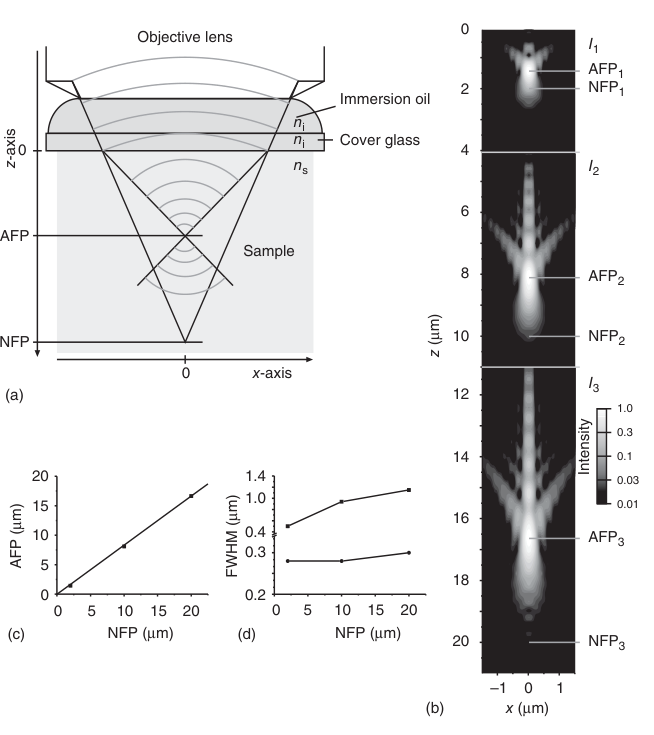 Objective lens
Immersion oil
nᵢ
Cover glass
nᵢ
z-axis
0
nₛ
AFP
Sample
NFP
0
x-axis
(a)
0
2
4
6
8
10
12
14
16
18
20
z (μm)
I₁
AFP₁
NFP₁
I₂
AFP₂
NFP₂
I₃
Intensity
1.0
0.3
0.1
0.03
0.01
AFP₃
NFP₃
−1 0 1
x (μm)
(b)
20
15
10
5
0
AFP (μm)
0 5 10 15 20
NFP (μm)
(c)
1.4
1.0
0.4
0.3
0.2
FWHM (μm)
0 5 10 15 20
NFP (μm)
(d)